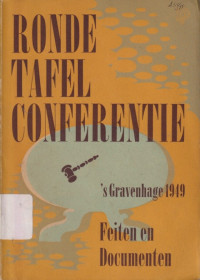 RONDE
TAFEL
CONFERENTIE
's Gravenhage 1949
Feiten en
Documenten